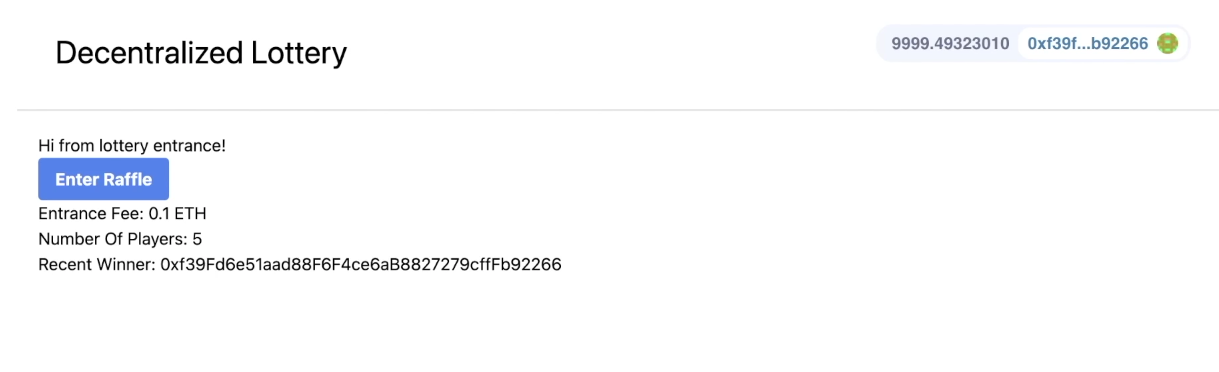 Decentralized Lottery
9999.49323010 0xf39f...b92266
Hi from lottery entrance!
Enter Raffle
Entrance Fee: 0.1 ETH
Number Of Players: 5
Recent Winner: 0xf39Fd6e51aad88F6F4ce6aB8827279cffFb92266